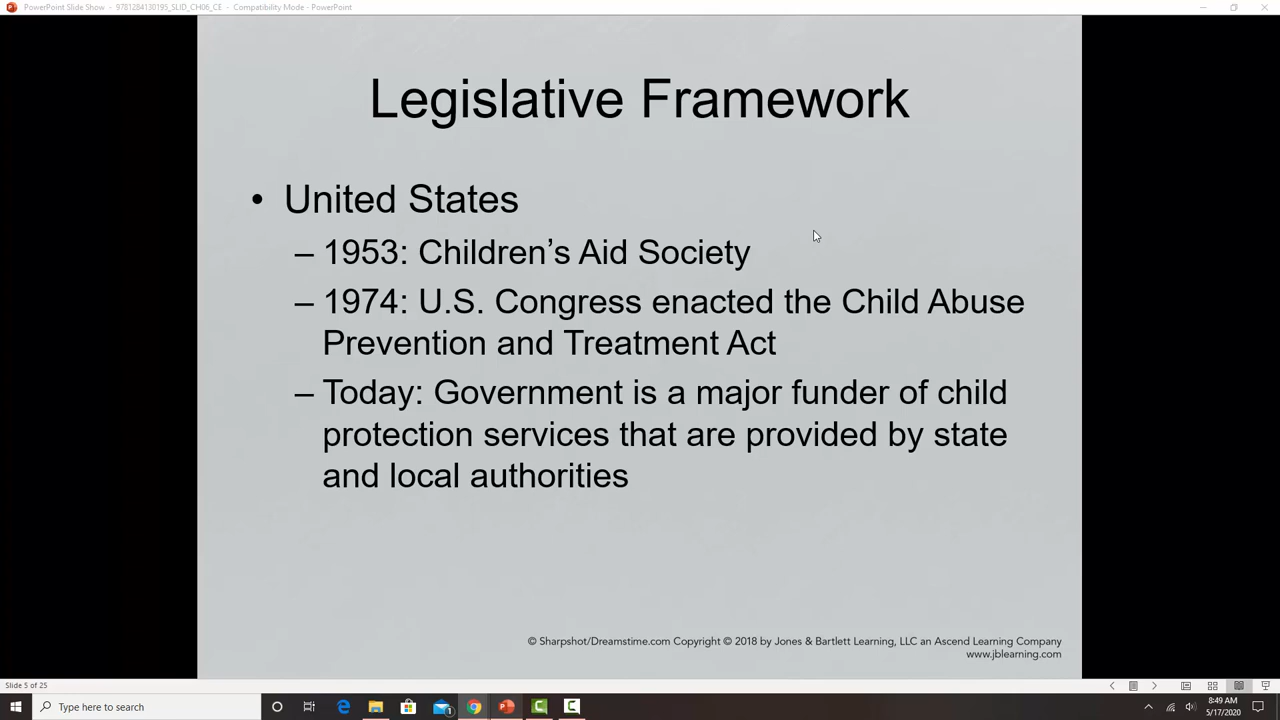 PowerPoint Slide Show - 9781284130195_SLID_CH06_CE - Compatibility Mode - PowerPoint
Legislative Framework
• United States
– 1953: Children’s Aid Society
– 1974: U.S. Congress enacted the Child Abuse
Prevention and Treatment Act
– Today: Government is a major funder of child
protection services that are provided by state
and local authorities
© Sharpshot/Dreamstime.com Copyright © 2018 by Jones & Bartlett Learning, LLC an Ascend Learning Company
www.jblearning.com
Slide 5 of 25
Type here to search
8:49 AM
5/17/2020